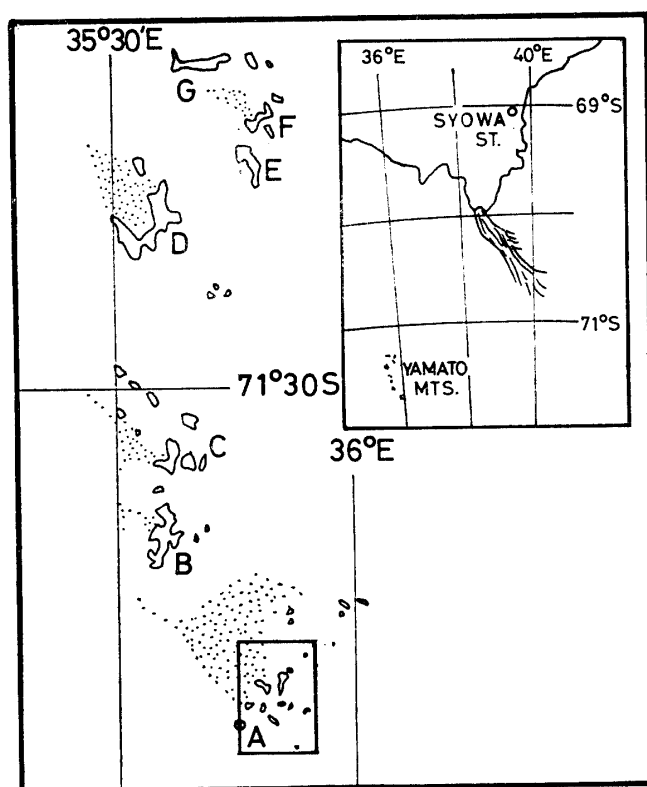 35°30'E
G
F
E
D
71°30S
C
36°E
B
A
36°E
40°E
69°S
SYOWA
ST.
71°S
YAMATO
MTS.